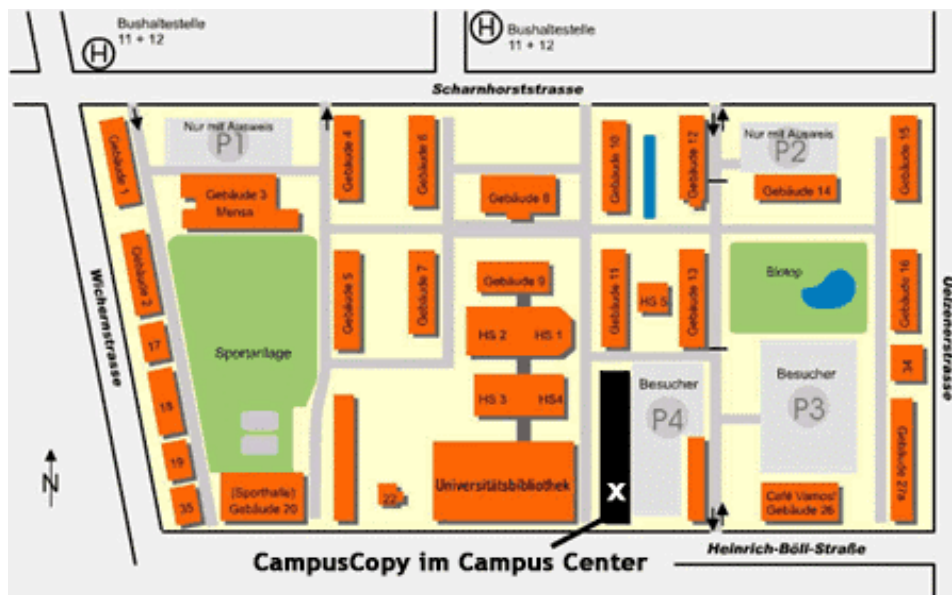 Bushaltestelle
11 + 12
Bushaltestelle
11 + 12
H
H
Scharnhorststrasse
Nur mit Ausweis
P1
Nur mit Ausweis
P2
Gebäude 1
Gebäude 4
Gebäude 6
Gebäude 10
Gebäude 12
Gebäude 15
Gebäude 3
Mensa
Gebäude 8
Gebäude 14
Gebäude 2
Gebäude 5
Gebäude 7
Gebäude 9
Gebäude 11
HS 5
Gebäude 13
Biotop
Gebäude 16
Wichernstrasse
17
Sportanlage
HS 2
HS 1
Besucher
P4
Besucher
P3
34
18
HS 3
HS4
19
35
(Sporthalle)
Gebäude 20
22
Universitätsbibliothek
X
Café Vamos!
Gebäude 26
Gebäude 27a
N
CampusCopy im Campus Center
Heinrich-Böll-Straße